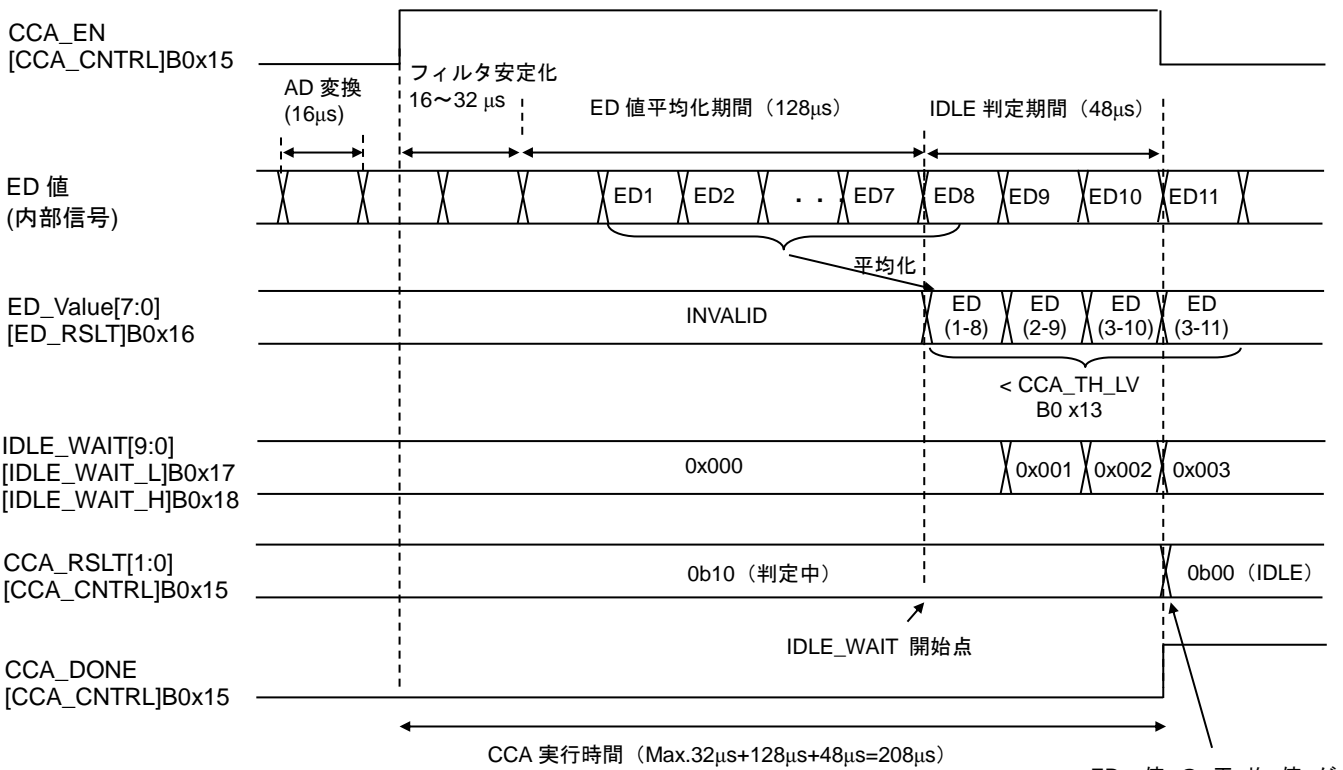 CCA_EN
[CCA_CNTRL]B0x15
AD 変換
(16μs)
フィルタ安定化
16～32 μs
ED 値平均化期間（128μs）
IDLE 判定期間（48μs）
ED 値
(内部信号)
ED1 ED2 ... ED7 ED8 ED9 ED10 ED11
平均化
ED_Value[7:0]
[ED_RSLT]B0x16
INVALID
ED ED ED ED
(1-8) (2-9) (3-10) (3-11)
< CCA_TH_LV
B0 x13
IDLE_WAIT[9:0]
[IDLE_WAIT_L]B0x17
[IDLE_WAIT_H]B0x18
0x000 0x001 0x002 0x003
CCA_RSLT[1:0]
[CCA_CNTRL]B0x15
0b10（判定中） 0b00（IDLE）
IDLE_WAIT 開始点
CCA_DONE
[CCA_CNTRL]B0x15
CCA 実行時間（Max.32μs+128μs+48μs=208μs）